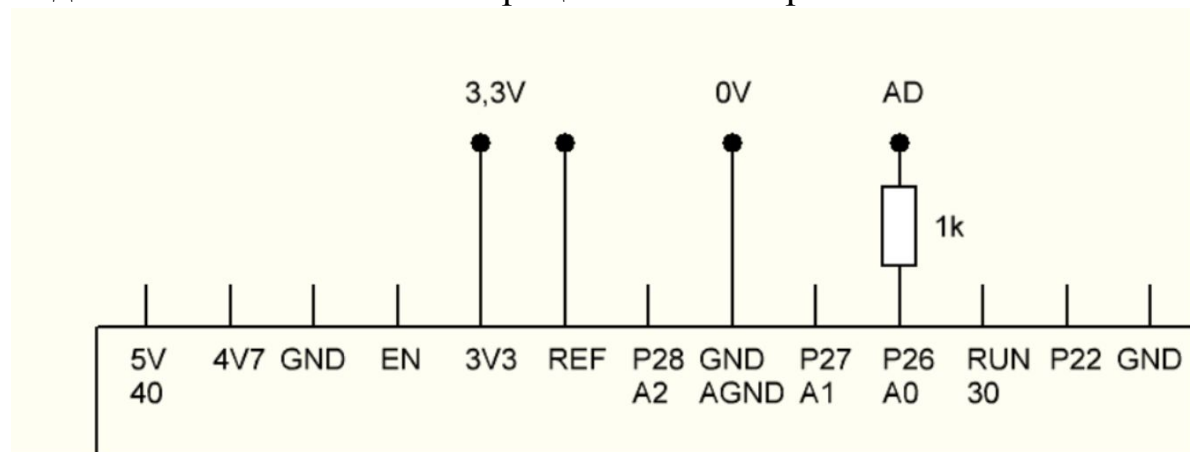 3,3V 0V AD
1k
5V 4V7 GND EN 3V3 REF P28 GND P27 P26 RUN P22 GND
40 A2 AGND A1 A0 30